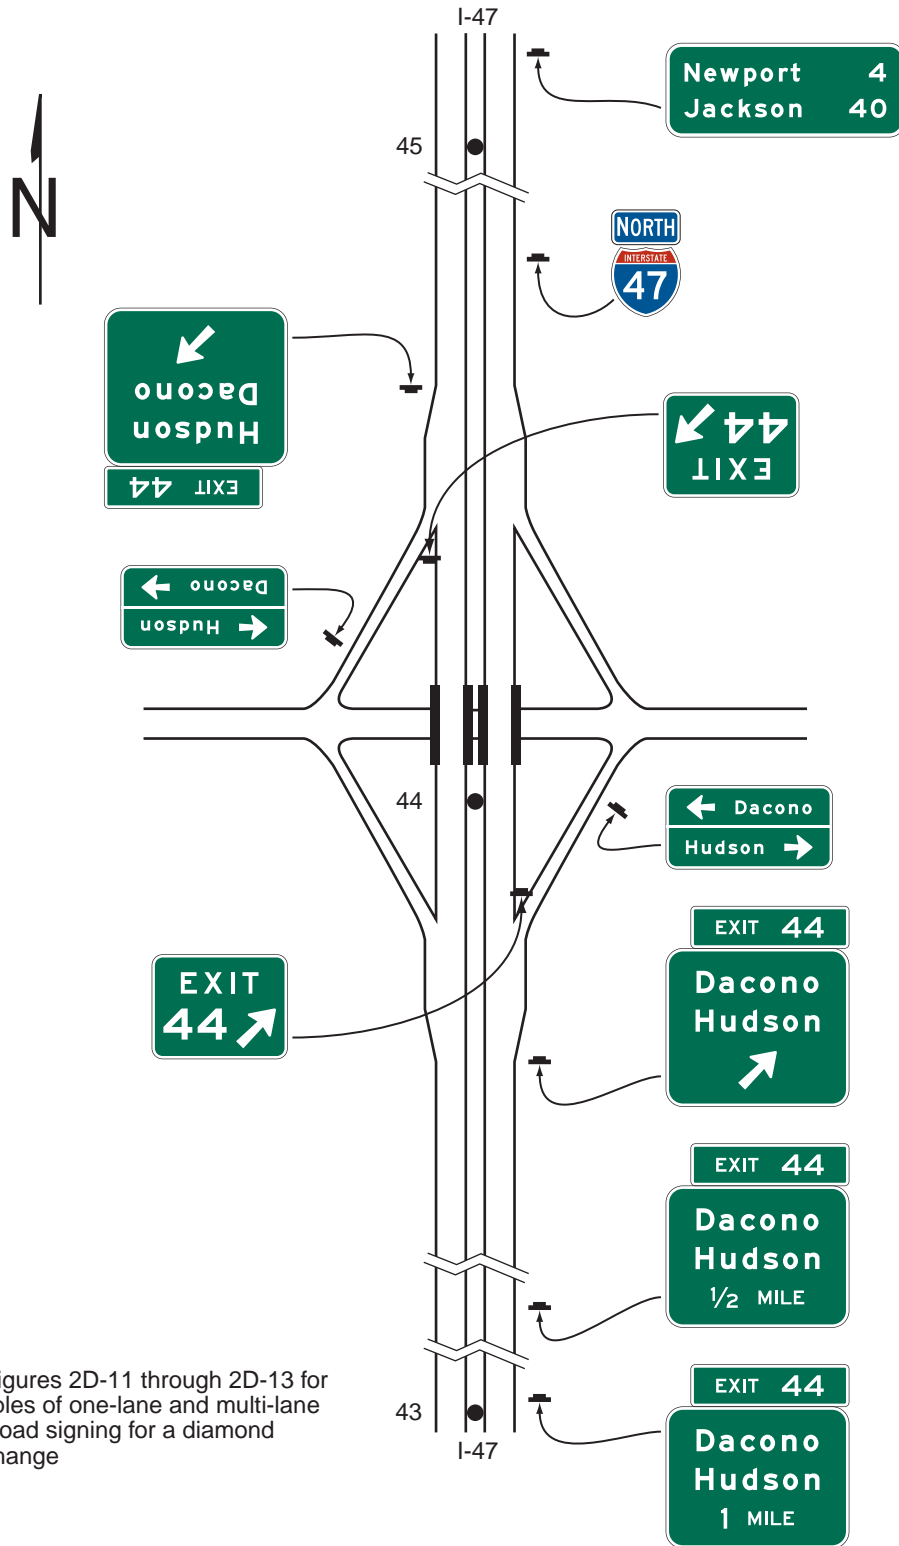 I-47
Newport 4
Jackson 40
45
N
NORTH
INTERSTATE
47
Hudson
Dacono
EXIT 44
EXIT
44
Dacono
Hudson
44
Dacono
Hudson
EXIT 44
Dacono
Hudson
EXIT
44
EXIT 44
Dacono
Hudson
1/2 MILE
igures 2D-11 through 2D-13 for
ples of one-lane and multi-lane
road signing for a diamond
hange
43
I-47
EXIT 44
Dacono
Hudson
1 MILE